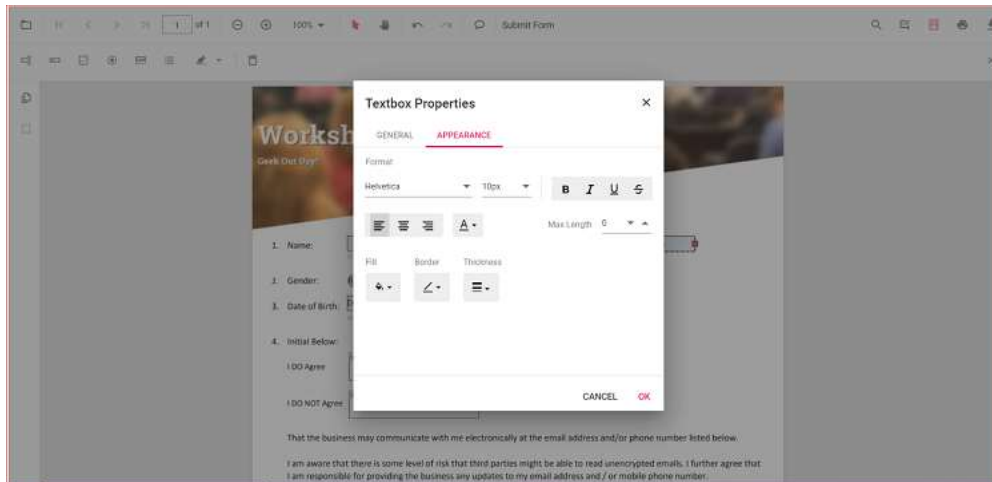 1 of 1 100% Submit Form
Textbox Properties
GENERAL APPEARANCE
Format
Helvetica 10px B I U S
A Max Length 0
Fill Border Thickness
CANCEL OK
Worksh
Geek Out Day!
1. Name:
2. Gender:
3. Date of Birth: D
4. Initial Below:
I DO Agree
I DO NOT Agree
That the business may communicate with me electronically at the email address and/or phone number listed below.
I am aware that there is some level of risk that third parties might be able to read unencrypted emails. I further agree that
I am responsible for providing the business any updates to my email address and / or mobile phone number.